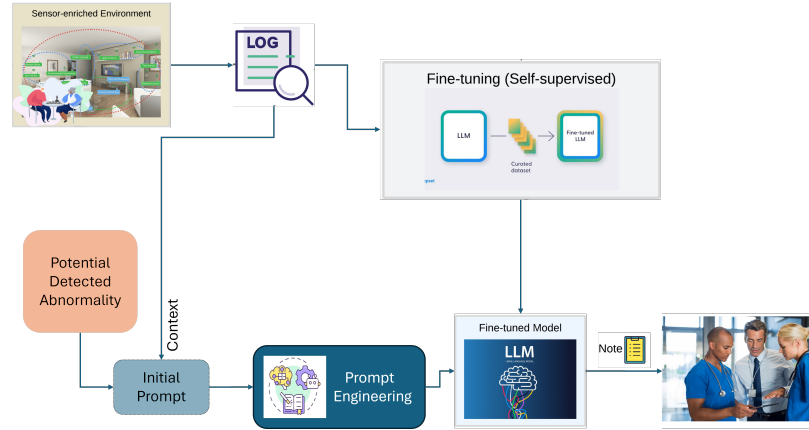 Sensor-enriched Environment
LOG
Fine-tuning (Self-supervised)
LLM
Fine-tuned
LLM
Curated
dataset
Potential
Detected
Abnormality
Context
Initial
Prompt
Prompt
Engineering
Fine-tuned Model
LLM
Note